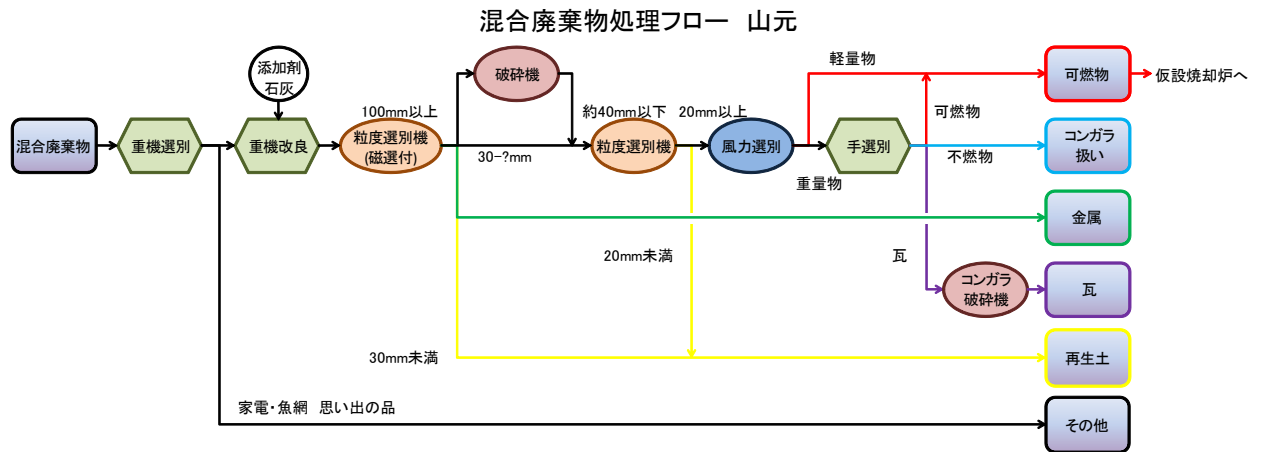 混合廃棄物処理フロー 山元
添加剤
石灰
破砕機
軽量物
可燃物
仮設焼却炉へ
100mm以上
約40mm以下
20mm以上
可燃物
混合廃棄物
重機選別
重機改良
粒度選別機
(磁選付)
30-?mm
粒度選別機
風力選別
手選別
不燃物
コンガラ
扱い
重量物
金属
20mm未満
瓦
コンガラ
破砕機
瓦
30mm未満
再生土
家電・魚網 思い出の品
その他